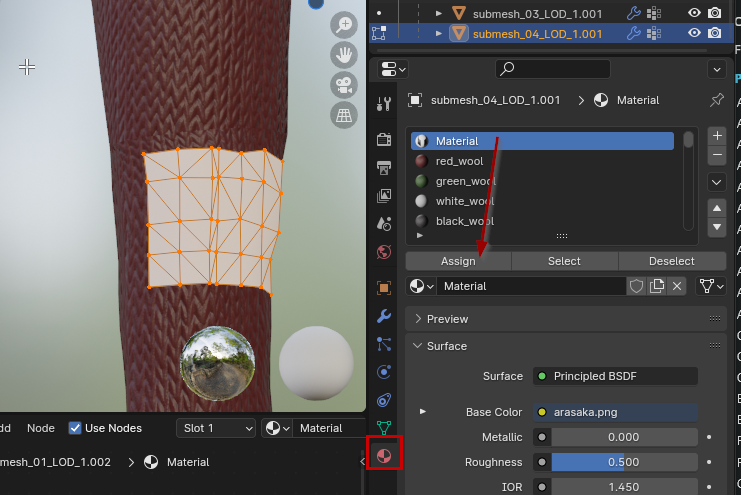 submesh_03_LOD_1.001
submesh_04_LOD_1.001
submesh_04_LOD_1.001 > Material
Material
red_wool
green_wool
white_wool
black_wool
Assign Select Deselect
Material
Preview
Surface
Surface Principled BSDF
Base Color arasaka.png
Metallic 0.000
Roughness 0.500
IOR 1.450
dd Node Use Nodes Slot 1 Material
mesh_01_LOD_1.002 > Material